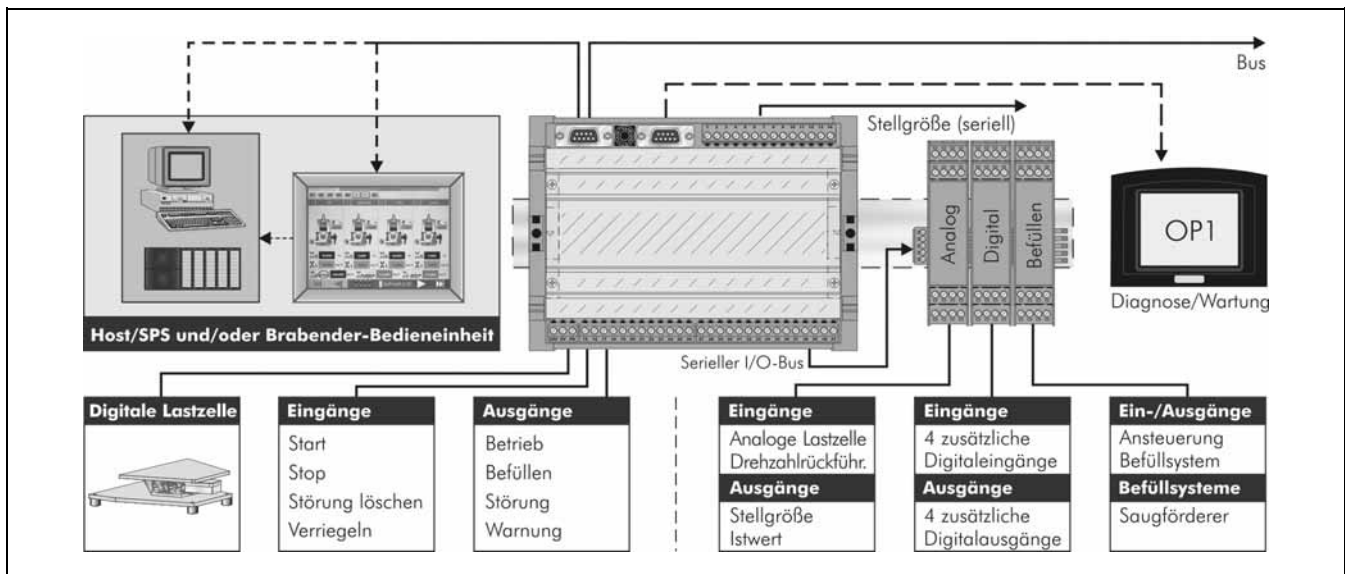 Bus
Stellgröße (seriell)
Analog
Digital
Befüllen
OP1
Diagnose/Wartung
Host/SPS und/oder Brabender-Bedieneinheit
Serieller I/O-Bus
Digitale Lastzelle
Eingänge
Start
Stop
Störung löschen
Verriegeln
Ausgänge
Betrieb
Befüllen
Störung
Warnung
Eingänge
Analoge Lastzelle
Drehzahlrückführ.
Ausgänge
Stellgröße
Istwert
Eingänge
4 zusätzliche
Digitaleingänge
Ausgänge
4 zusätzliche
Digitalausgänge
Ein-/Ausgänge
Ansteuerung
Befüllsystem
Befüllsysteme
Saugförderer